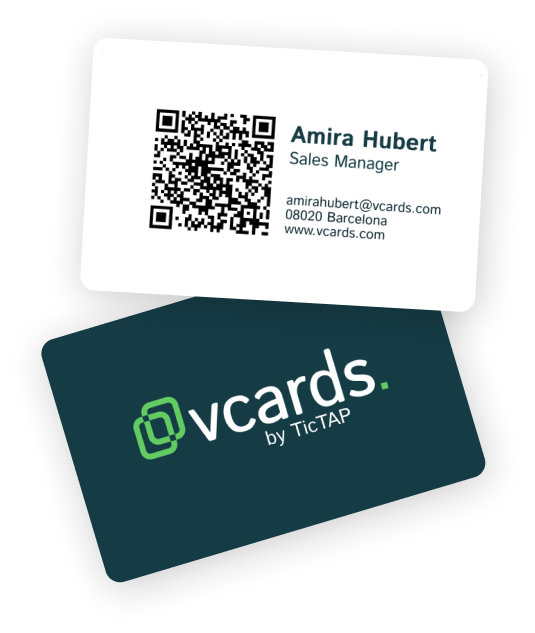 Amira Hubert
Sales Manager
amirahubert@vcards.com
08020 Barcelona
www.vcards.com
vcards.
by TicTAP